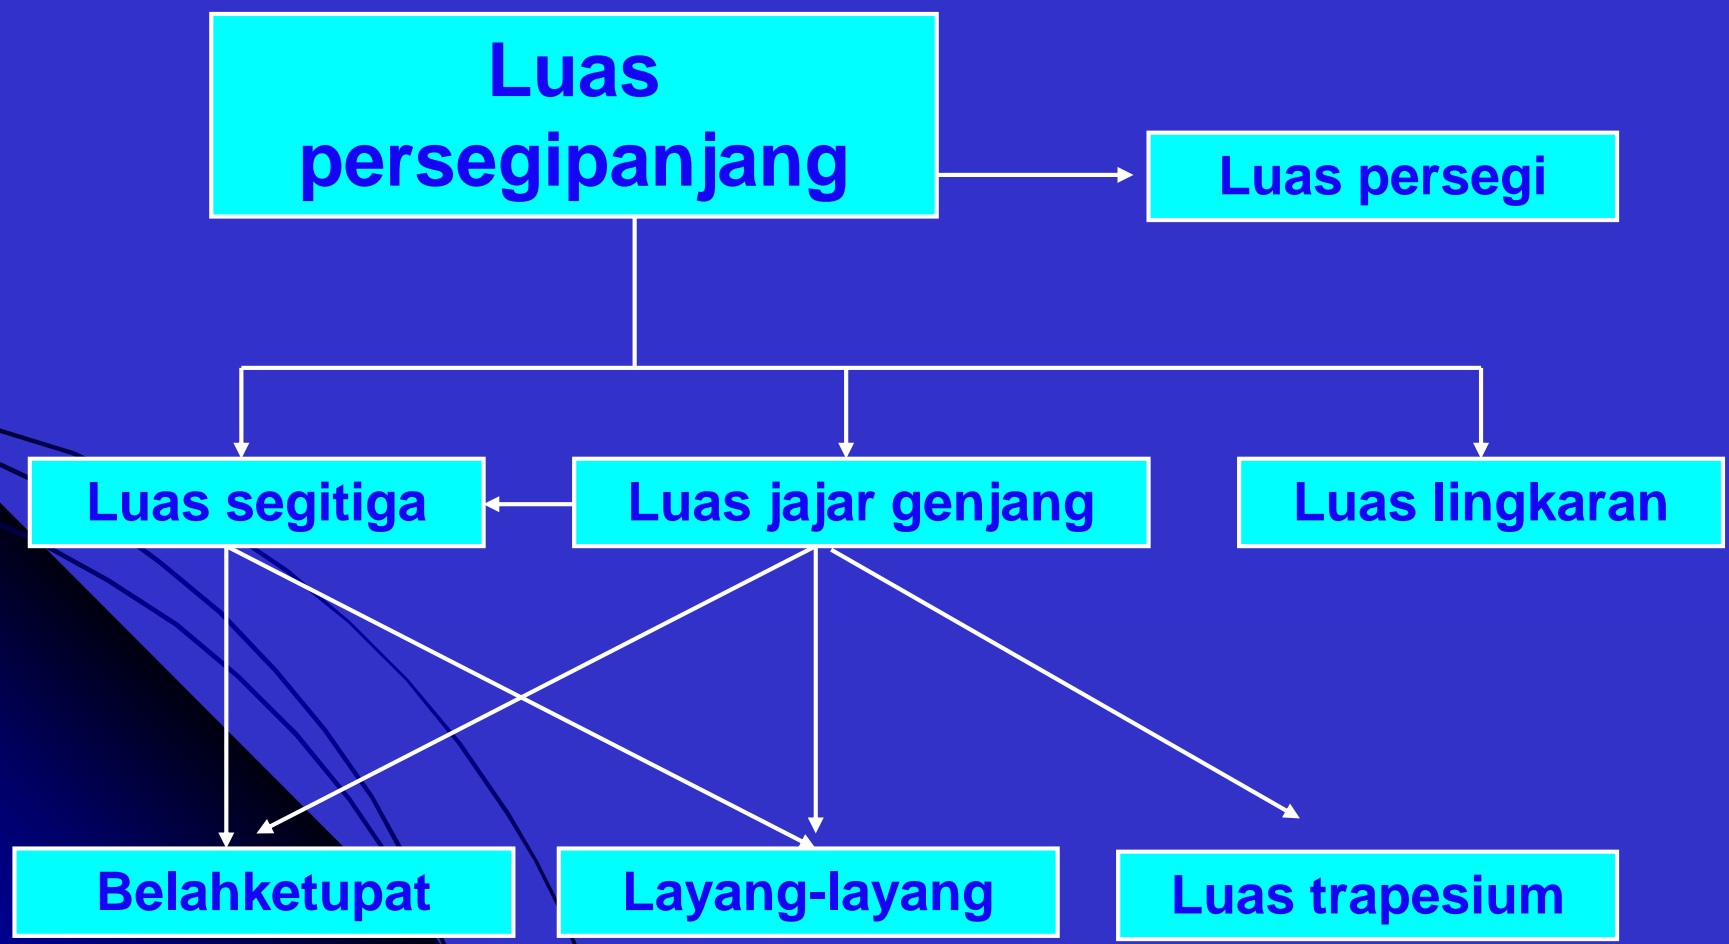 Luas
persegipanjang
Luas persegi
Luas segitiga
Luas jajar genjang
Luas lingkaran
Belahketupat
Layang-layang
Luas trapesium